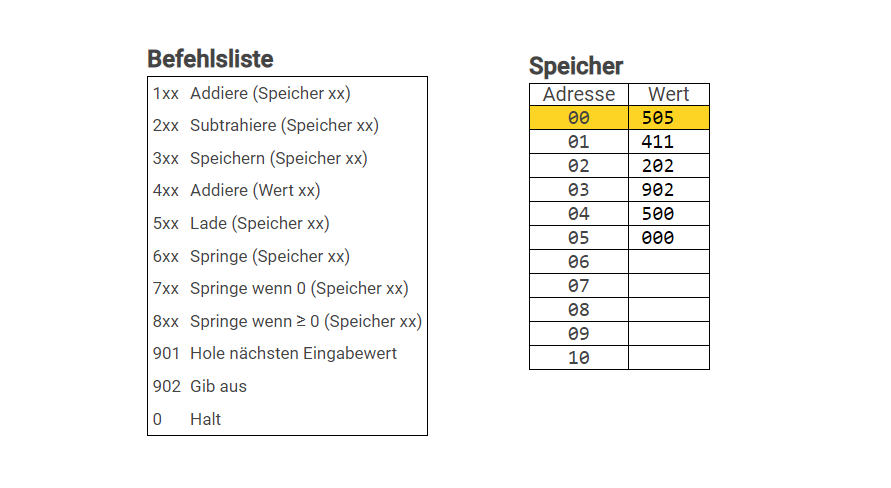 Befehlsliste
1xx Addiere (Speicher xx)
2xx Subtrahiere (Speicher xx)
3xx Speichern (Speicher xx)
4xx Addiere (Wert xx)
5xx Lade (Speicher xx)
6xx Springe (Speicher xx)
7xx Springe wenn 0 (Speicher xx)
8xx Springe wenn ≥ 0 (Speicher xx)
901 Hole nächsten Eingabewert
902 Gib aus
0 Halt
Speicher
Adresse Wert
00 505
01 411
02 202
03 902
04 500
05 000
06
07
08
09
10